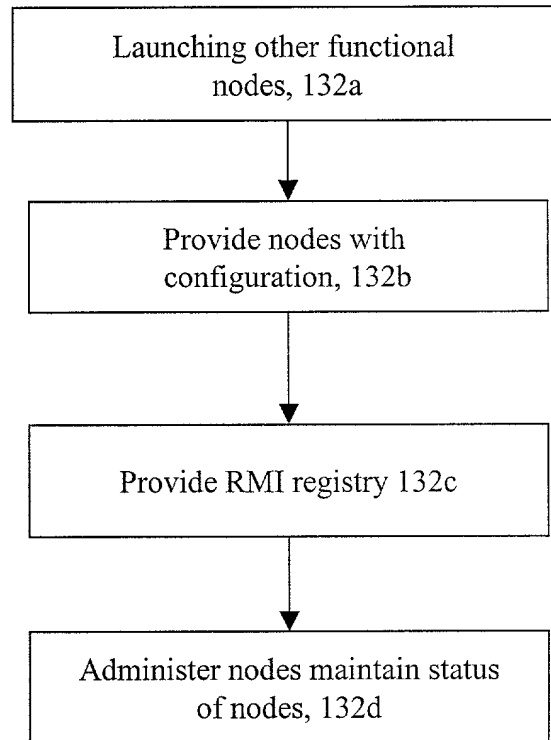 Launching other functional
nodes, 132a
Provide nodes with
configuration, 132b
Provide RMI registry 132c
Administer nodes maintain status
of nodes, 132d